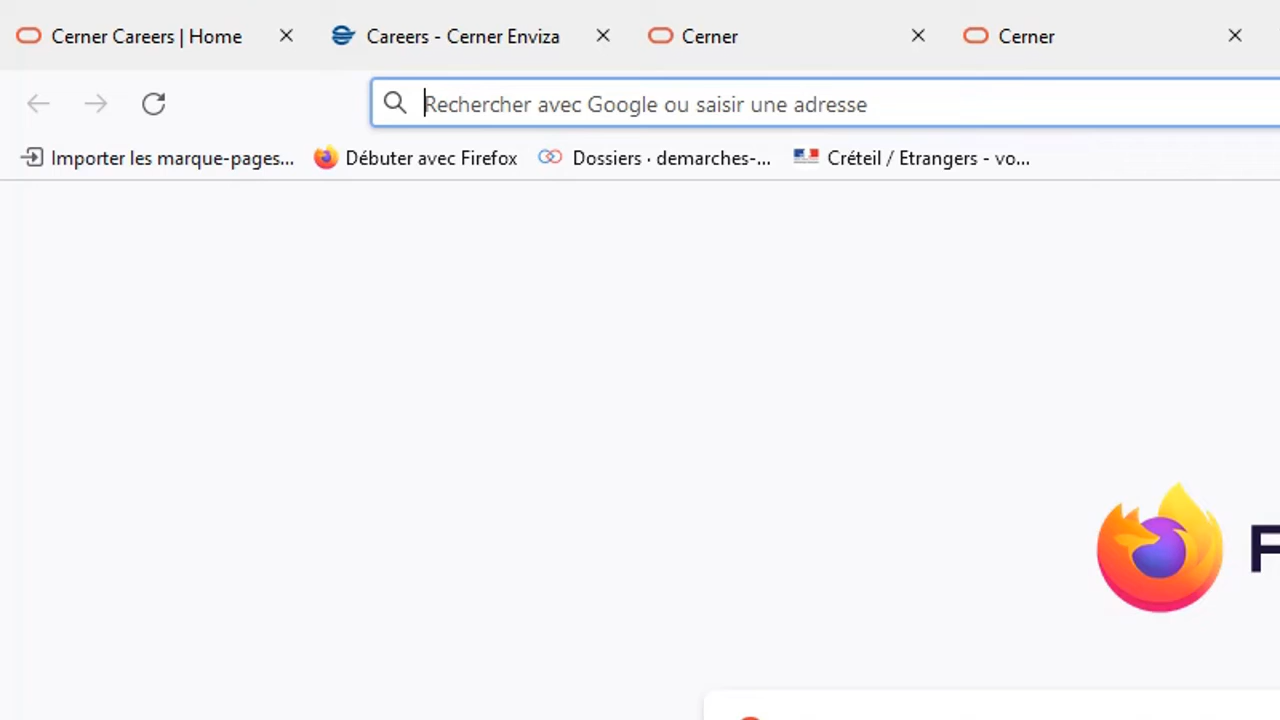 Cerner Careers | Home Careers - Cerner Enviza Cerner Cerner
Rechercher avec Google ou saisir une adresse
Importer les marque-pages... Débuter avec Firefox Dossiers · demarches-... Créteil / Etrangers - vo...
F